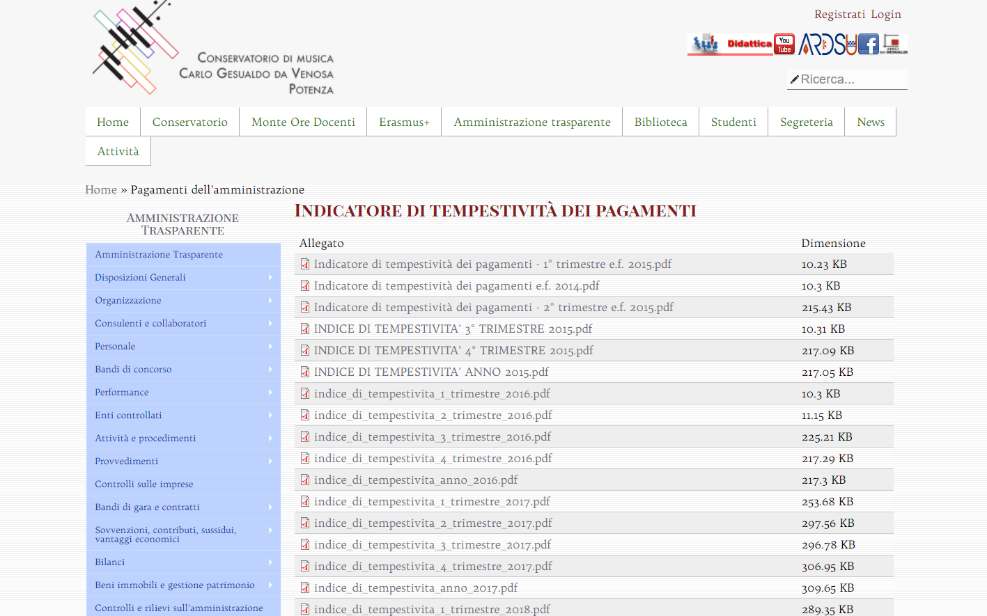 Registrati Login
Didattica You Tube ARDSU
Conservatorio di musica
Carlo Gesualdo da Venosa
Potenza
Ricerca...
Home Conservatorio Monte Ore Docenti Erasmus+ Amministrazione trasparente Biblioteca Studenti Segreteria News
Attività
Home » Pagamenti dell'amministrazione
Amministrazione
Trasparente
Amministrazione Trasparente
Disposizioni Generali
Organizzazione
Consulenti e collaboratori
Personale
Bandi di concorso
Performance
Enti controllati
Attività e procedimenti
Provvedimenti
Controlli sulle imprese
Bandi di gara e contratti
Sovvenzioni, contributi, sussidui,
vantaggi economici
Bilanci
Beni immobili e gestione patrimonio
Controlli e rilievi sull'amministrazione
Indicatore di tempestività dei pagamenti
Allegato Dimensione
Indicatore di tempestività dei pagamenti - 1° trimestre e.f. 2015.pdf 10.23 KB
Indicatore di tempestività dei pagamenti e.f. 2014.pdf 10.3 KB
Indicatore di tempestività dei pagamenti - 2° trimestre e.f. 2015.pdf 215.43 KB
INDICE DI TEMPESTIVITA' 3° TRIMESTRE 2015.pdf 10.31 KB
INDICE DI TEMPESTIVITA' 4° TRIMESTRE 2015.pdf 217.09 KB
INDICE DI TEMPESTIVITA' ANNO 2015.pdf 217.05 KB
indice_di_tempestivita_1_trimestre_2016.pdf 10.3 KB
indice_di_tempestivita_2_trimestre_2016.pdf 11.15 KB
indice_di_tempestivita_3_trimestre_2016.pdf 225.21 KB
indice_di_tempestivita_4_trimestre_2016.pdf 217.29 KB
indice_di_tempestivita_anno_2016.pdf 217.3 KB
indice_di_tempestivita_1_trimestre_2017.pdf 253.68 KB
indice_di_tempestivita_2_trimestre_2017.pdf 297.56 KB
indice_di_tempestivita_3_trimestre_2017.pdf 296.78 KB
indice_di_tempestivita_4_trimestre_2017.pdf 306.95 KB
indice_di_tempestivita_anno_2017.pdf 309.65 KB
indice_di_tempestivita_1_trimestre_2018.pdf 289.35 KB